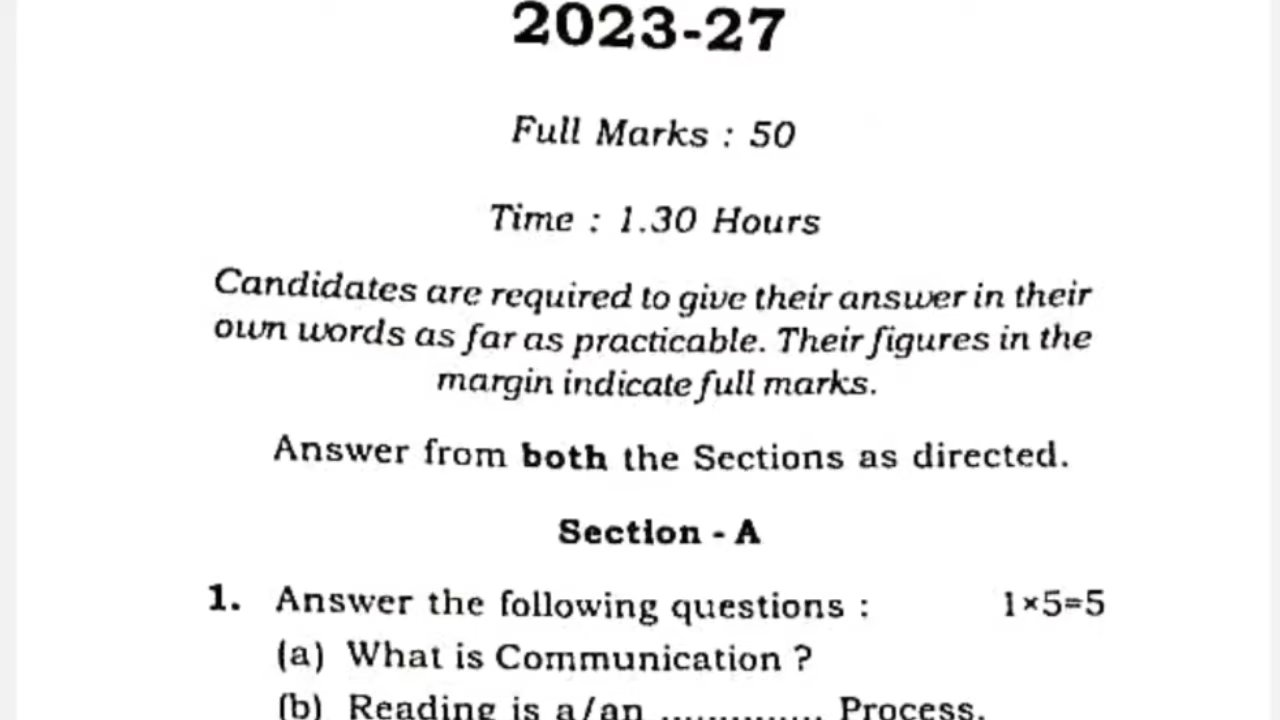 2023-27
Full Marks : 50
Time : 1.30 Hours
Candidates are required to give their answer in their
own words as far as practicable. Their figures in the
margin indicate full marks.
Answer from both the Sections as directed.
Section - A
1. Answer the following questions : 1×5=5
(a) What is Communication ?
(b) Reading is a/an .............. Process.